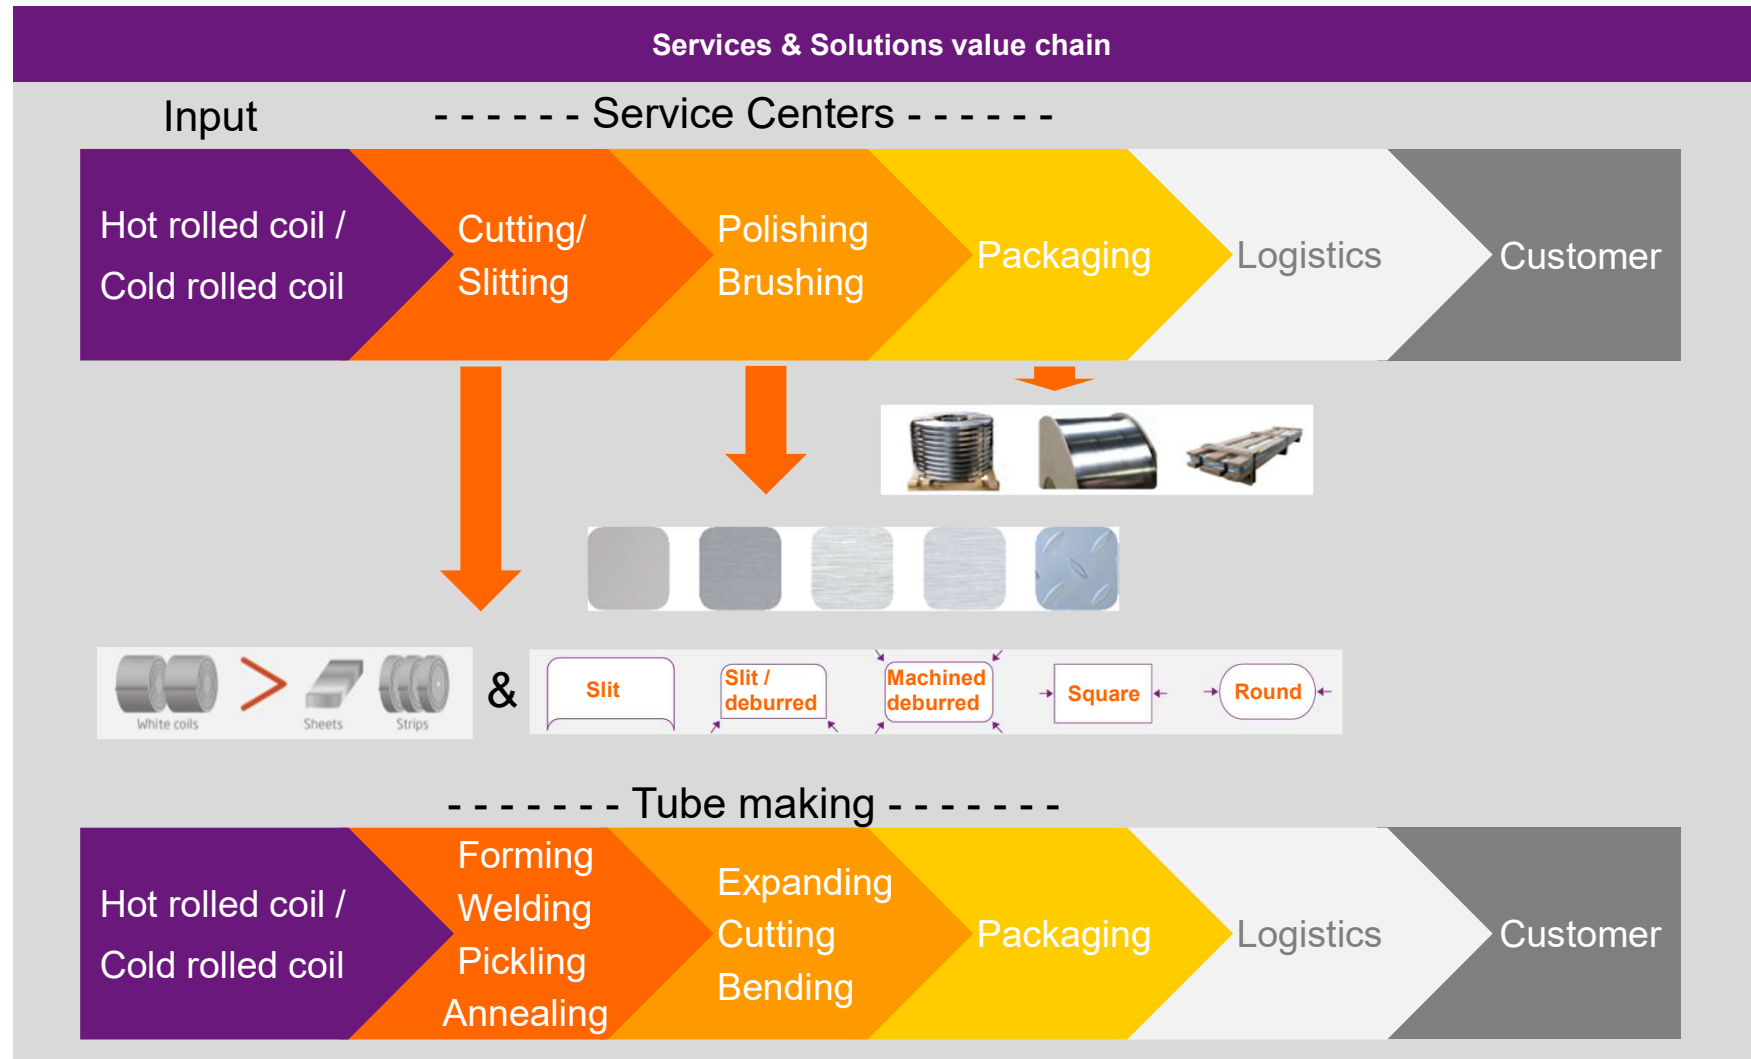 Services & Solutions value chain
Input
- - - - - - Service Centers - - - - - -
Hot rolled coil /
Cold rolled coil
Cutting/
Slitting
Polishing
Brushing
Packaging
Logistics
Customer
White coils
Sheets
Strips
&
Slit
Slit /
deburred
Machined
deburred
Square
Round
- - - - - - - Tube making - - - - - - -
Hot rolled coil /
Cold rolled coil
Forming
Welding
Pickling
Annealing
Expanding
Cutting
Bending
Packaging
Logistics
Customer